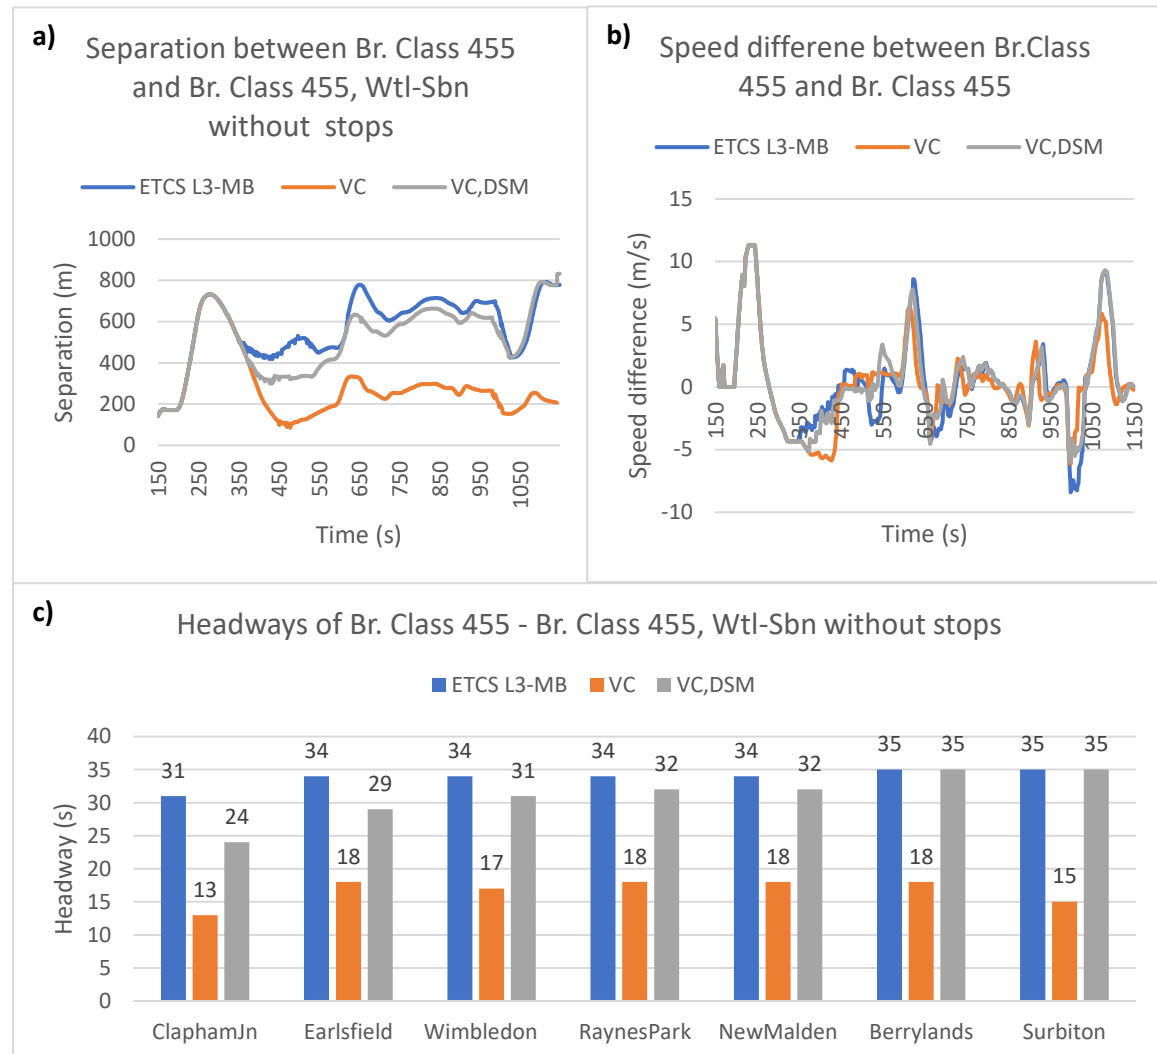 a)
Separation between Br. Class 455
and Br. Class 455, Wtl-Sbn
without stops
ETCS L3-MB VC VC,DSM
1000
800
600
400
200
0
Separation (m)
150 250 350 450 550 650 750 850 950 1050
Time (s)
b)
Speed differene between Br.Class
455 and Br. Class 455
ETCS L3-MB VC VC,DSM
15
10
5
0
-5
-10
Speed difference (m/s)
150 250 350 450 550 650 750 850 950 1050 1150
Time (s)
c)
Headways of Br. Class 455 - Br. Class 455, Wtl-Sbn without stops
ETCS L3-MB VC VC,DSM
40
35
30
25
20
15
10
5
0
Headway (s)
31 13 24
34 18 29
34 17 31
34 18 32
34 18 32
35 18 35
35 15 35
ClaphamJn Earlsfield Wimbledon RaynesPark NewMalden Berrylands Surbiton